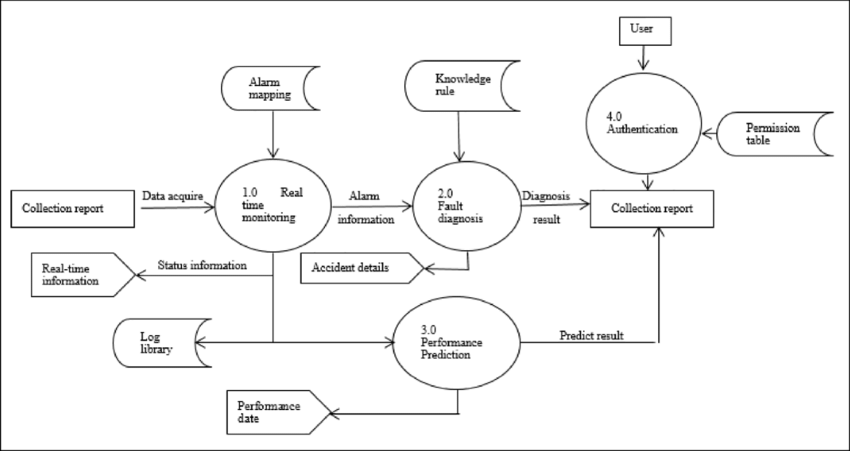 User
Alarm
mapping
Knowledge
rule
4.0
Authentication
Permission
table
Collection report
Data acquire
1.0 Real
time
monitoring
Alarm
information
2.0
Fault
diagnosis
Diagnosis
result
Collection report
Real-time
information
Status information
Accident details
Log
library
3.0
Performance
Prediction
Predict result
Performance
date